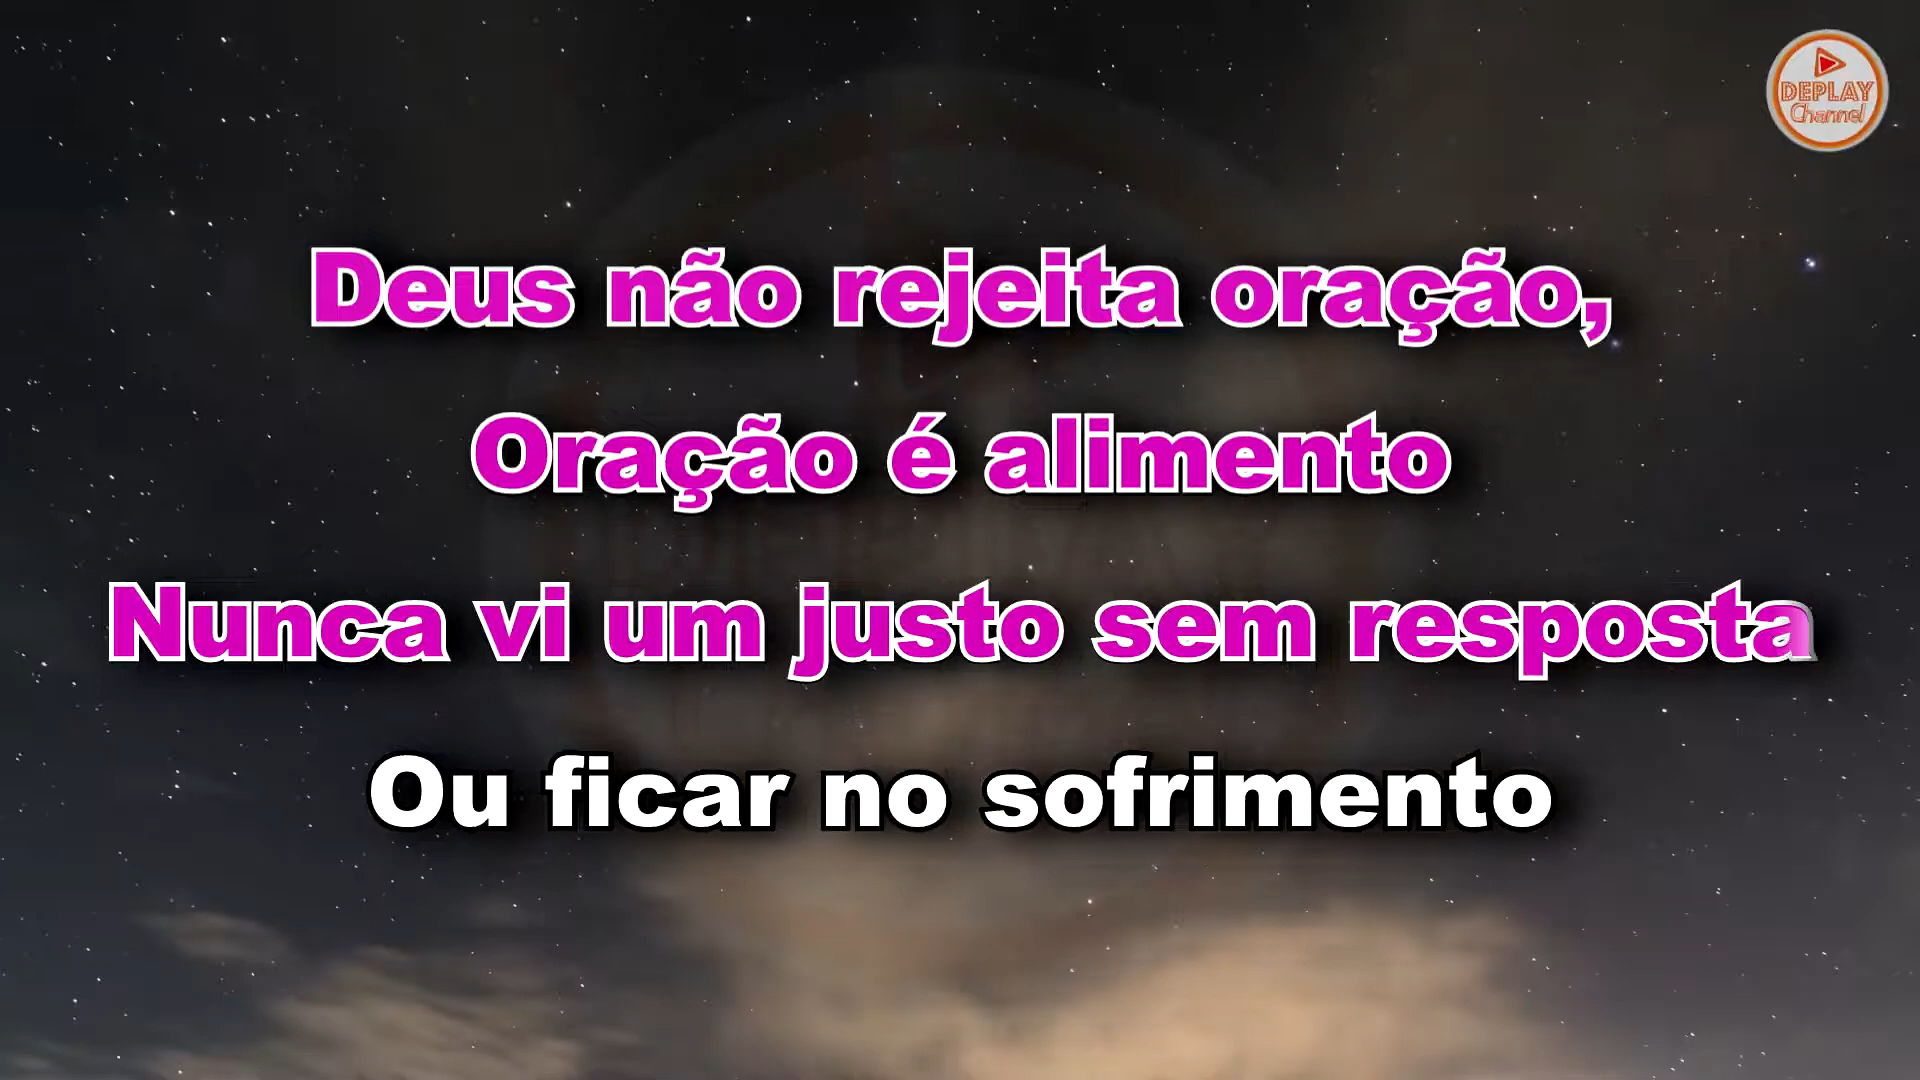 DEPLAY
Channel
Deus não rejeita oração,
Oração é alimento
Nunca vi um justo sem resposta
Ou ficar no sofrimento